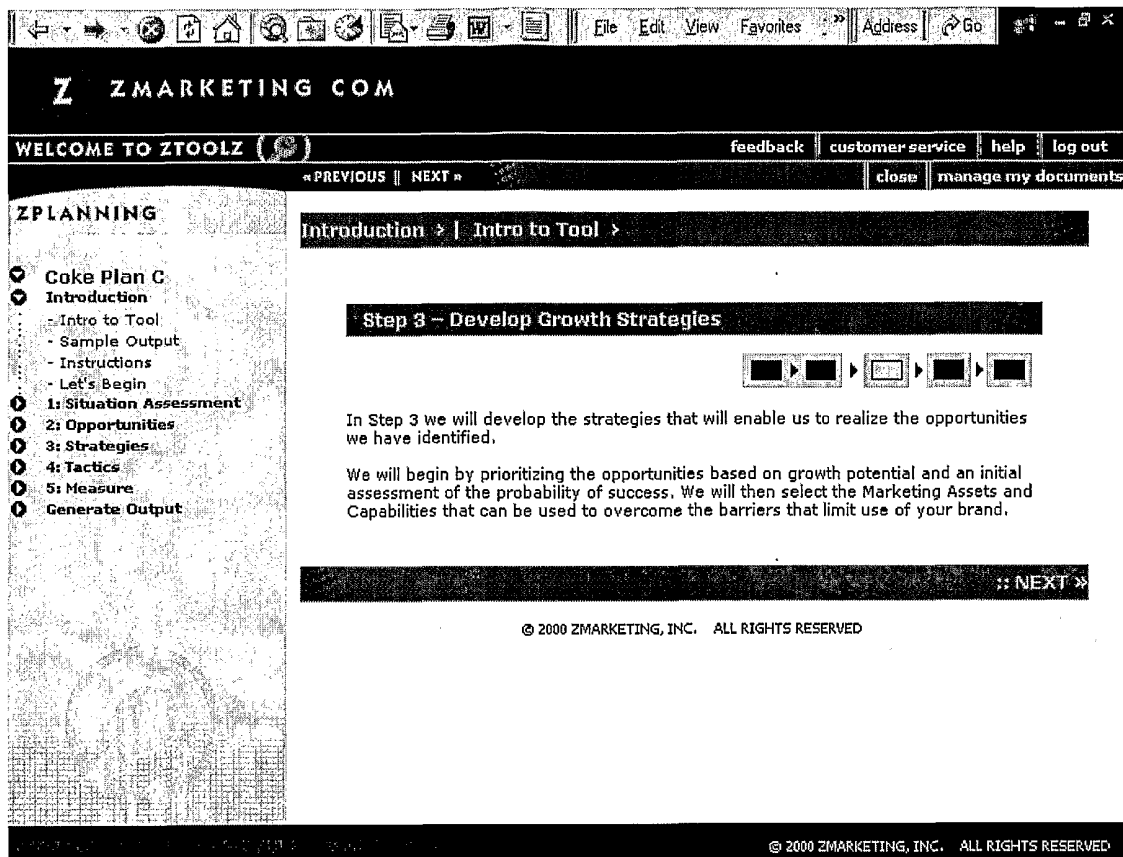 File Edit View Favorites » Address Go
Z ZMARKETING COM
WELCOME TO ZTOOLZ ( )
feedback || customer service || help || log out
«PREVIOUS || NEXT »
close || manage my documents
ZPLANNING
Coke Plan C
Introduction
- Intro to Tool
- Sample Output
- Instructions
- Let's Begin
1: Situation Assessment
2: Opportunities
3: Strategies
4: Tactics
5: Measure
Generate Output
Introduction > | Intro to Tool >
Step 3 – Develop Growth Strategies
In Step 3 we will develop the strategies that will enable us to realize the opportunities
we have identified.
We will begin by prioritizing the opportunities based on growth potential and an initial
assessment of the probability of success. We will then select the Marketing Assets and
Capabilities that can be used to overcome the barriers that limit use of your brand.
:: NEXT »
© 2000 ZMARKETING, INC. ALL RIGHTS RESERVED
© 2000 ZMARKETING, INC. ALL RIGHTS RESERVED